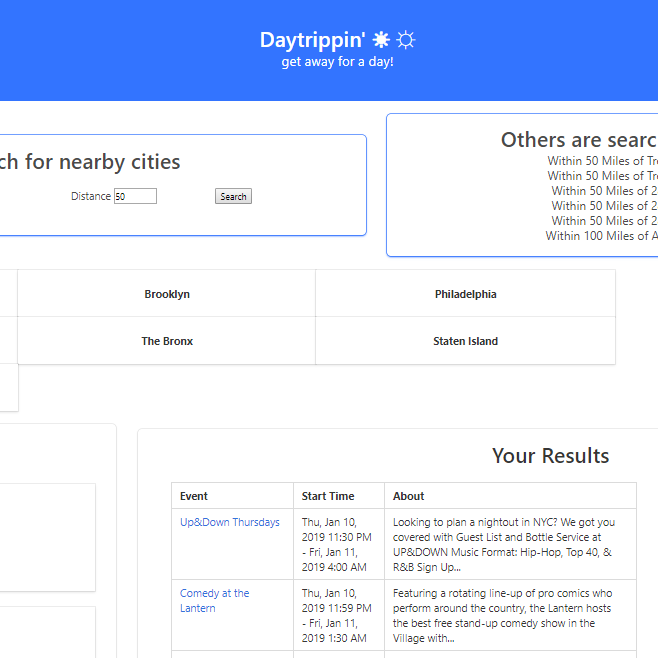 Daytrippin' ✷ ☼
get away for a day!
ch for nearby cities
Distance 50 Search
Others are searc
Within 50 Miles of Tre
Within 50 Miles of Tre
Within 50 Miles of 2
Within 50 Miles of 2
Within 50 Miles of 2
Within 100 Miles of A
Brooklyn Philadelphia
The Bronx Staten Island
Your Results
Event Start Time About
Up&Down Thursdays
Thu, Jan 10,
2019 11:30 PM
- Fri, Jan 11,
2019 4:00 AM
Looking to plan a nightout in NYC? We got you
covered with Guest List and Bottle Service at
UP&DOWN Music Format: Hip-Hop, Top 40, &
R&B Sign Up...
Comedy at the
Lantern
Thu, Jan 10,
2019 11:59 PM
- Fri, Jan 11,
2019 1:30 AM
Featuring a rotating line-up of pro comics who
perform around the country, the Lantern hosts
the best free stand-up comedy show in the
Village with...